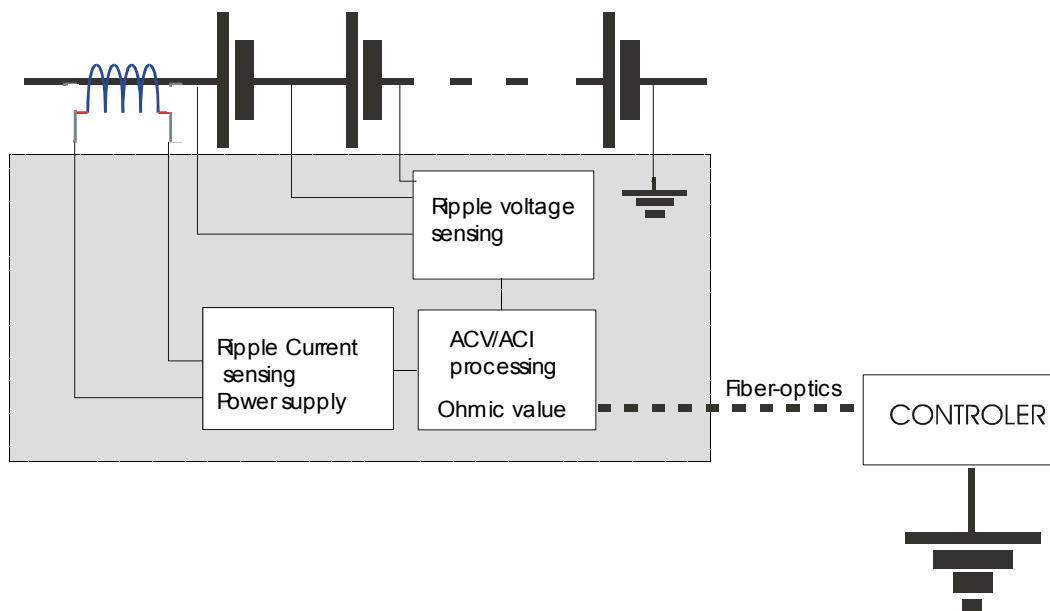 Ripple voltage
sensing
Ripple Current
sensing
Power supply
ACV/ACI
processing
Ohmic value
Fiber-optics
CONTROLER